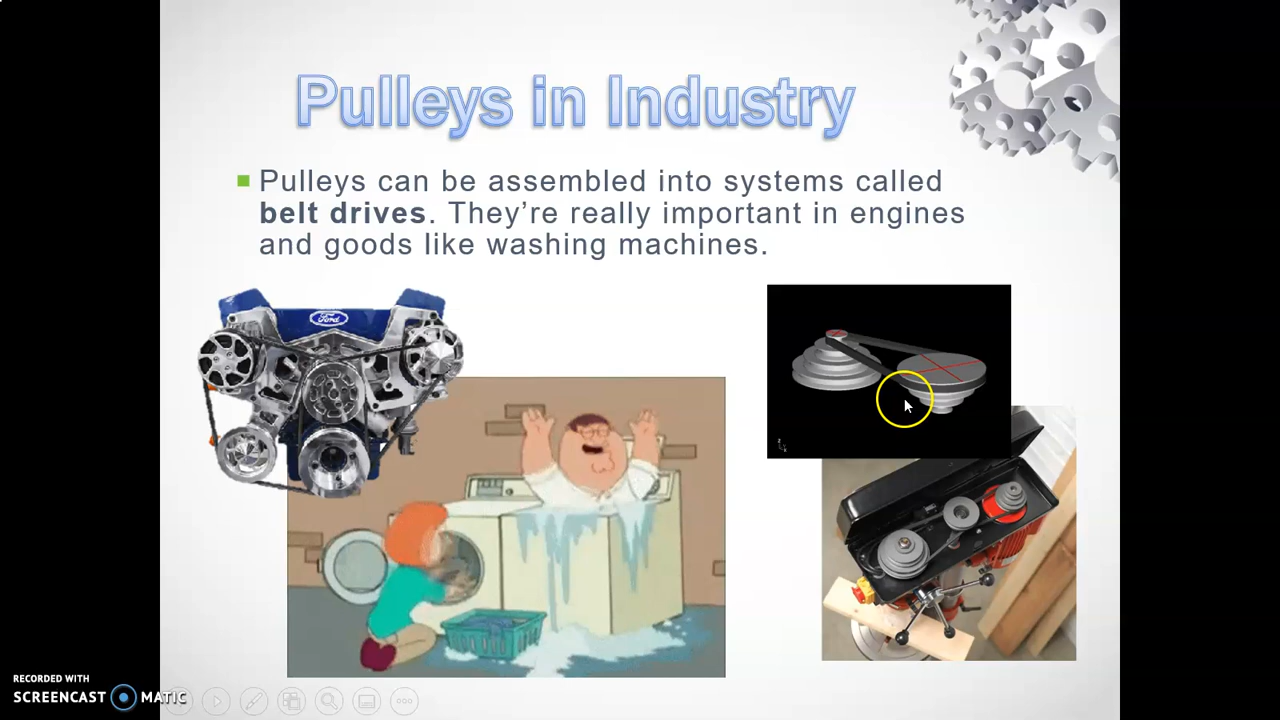 Pulleys in Industry
Pulleys can be assembled into systems called
belt drives. They’re really important in engines
and goods like washing machines.
Ford
RECORDED WITH
SCREENCAST MATIC